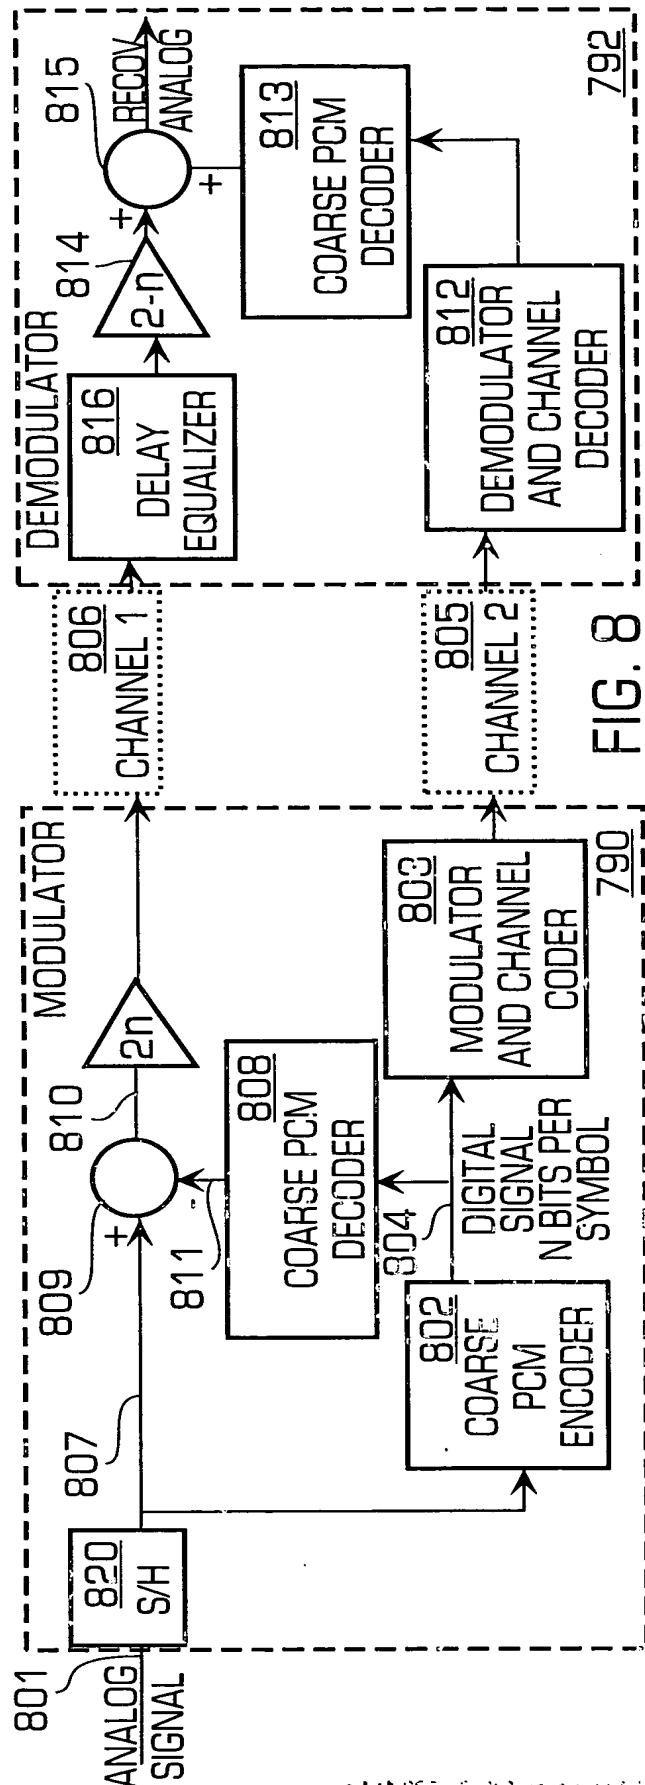 MODULATOR
801
ANALOG
SIGNAL
820
S/H
807
809
+
-
810
2n
811
808
COARSE PCM
DECODER
802
COARSE
PCM
ENCODER
804
DIGITAL
SIGNAL
N BITS PER
SYMBOL
803
MODULATOR
AND CHANNEL
CODER
790
806
CHANNEL 1
805
CHANNEL 2
DEMODULATOR
816
DELAY
EQUALIZER
814
2-n
+
+
815
RECOV
ANALOG
813
COARSE PCM
DECODER
812
DEMODULATOR
AND CHANNEL
DECODER
792
FIG. 8